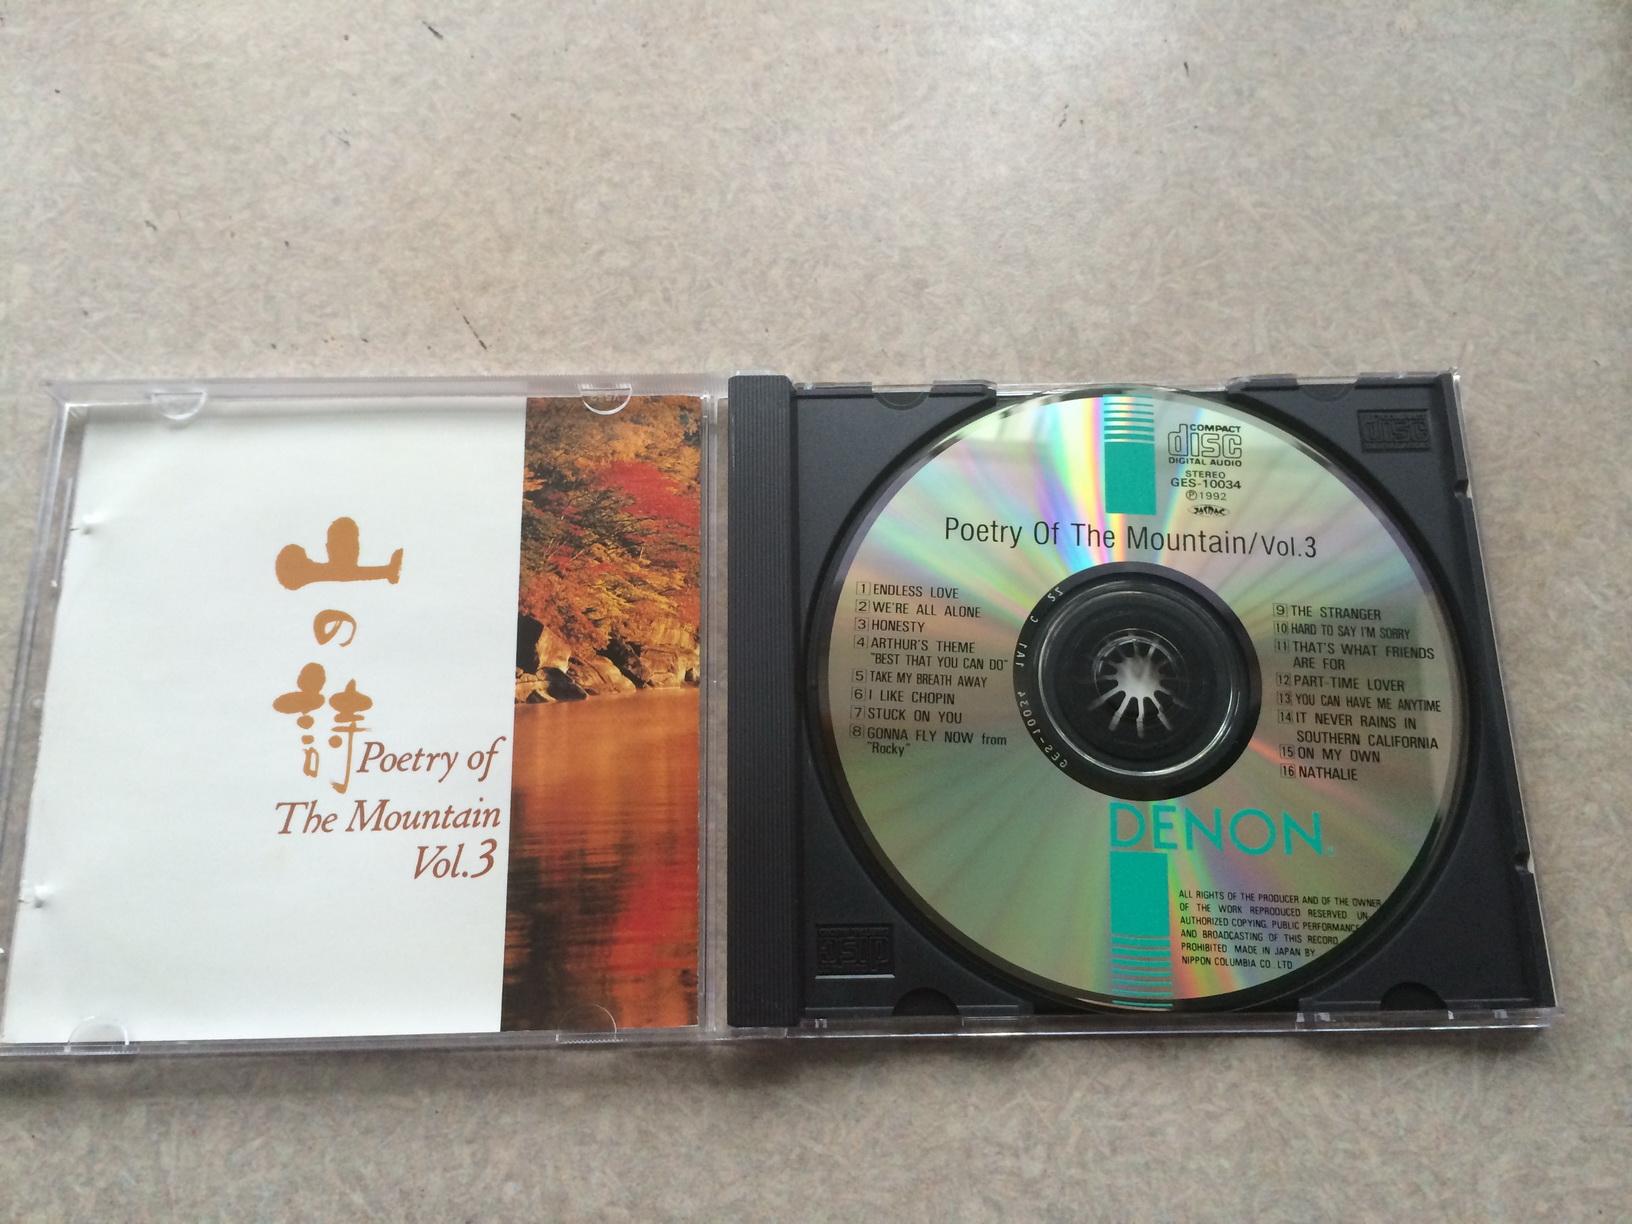 山の詩
Poetry of
The Mountain
Vol.3
COMPACT
disc
DIGITAL AUDIO
STEREO
GES-10034
Ⓟ1992
Poetry Of The Mountain/Vol.3
1 ENDLESS LOVE
2 WE'RE ALL ALONE
3 HONESTY
4 ARTHUR'S THEME
"BEST THAT YOU CAN DO"
5 TAKE MY BREATH AWAY
6 I LIKE CHOPIN
7 STUCK ON YOU
8 GONNA FLY NOW from
"Rocky"
9 THE STRANGER
10 HARD TO SAY I'M SORRY
11 THAT'S WHAT FRIENDS
ARE FOR
12 PART-TIME LOVER
13 YOU CAN HAVE ME ANYTIME
14 IT NEVER RAINS IN
SOUTHERN CALIFORNIA
15 ON MY OWN
16 NATHALIE
DENON
ALL RIGHTS OF THE PRODUCER AND OF THE OWNER
OF THE WORK REPRODUCED RESERVED. UN-
AUTHORIZED COPYING, PUBLIC PERFORMANCE
AND BROADCASTING OF THIS RECORD
PROHIBITED. MADE IN JAPAN BY
NIPPON COLUMBIA CO. LTD.